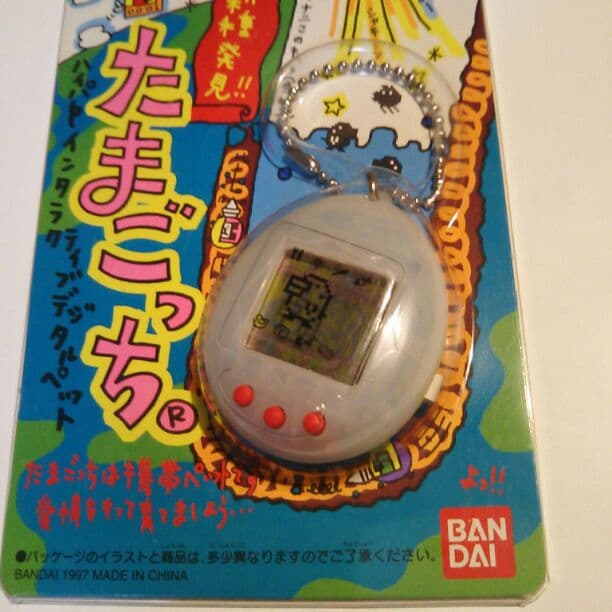 新種発見!!
たまごっち®
ハイパーインタラクティブデジタルペット
たまごっちは携帯ペットです
愛情をもって育てましょう…
よっ!!
BAN
DAI
●パッケージのイラストと商品は、多少異なりますのでご了承ください。
BANDAI 1997 MADE IN CHINA